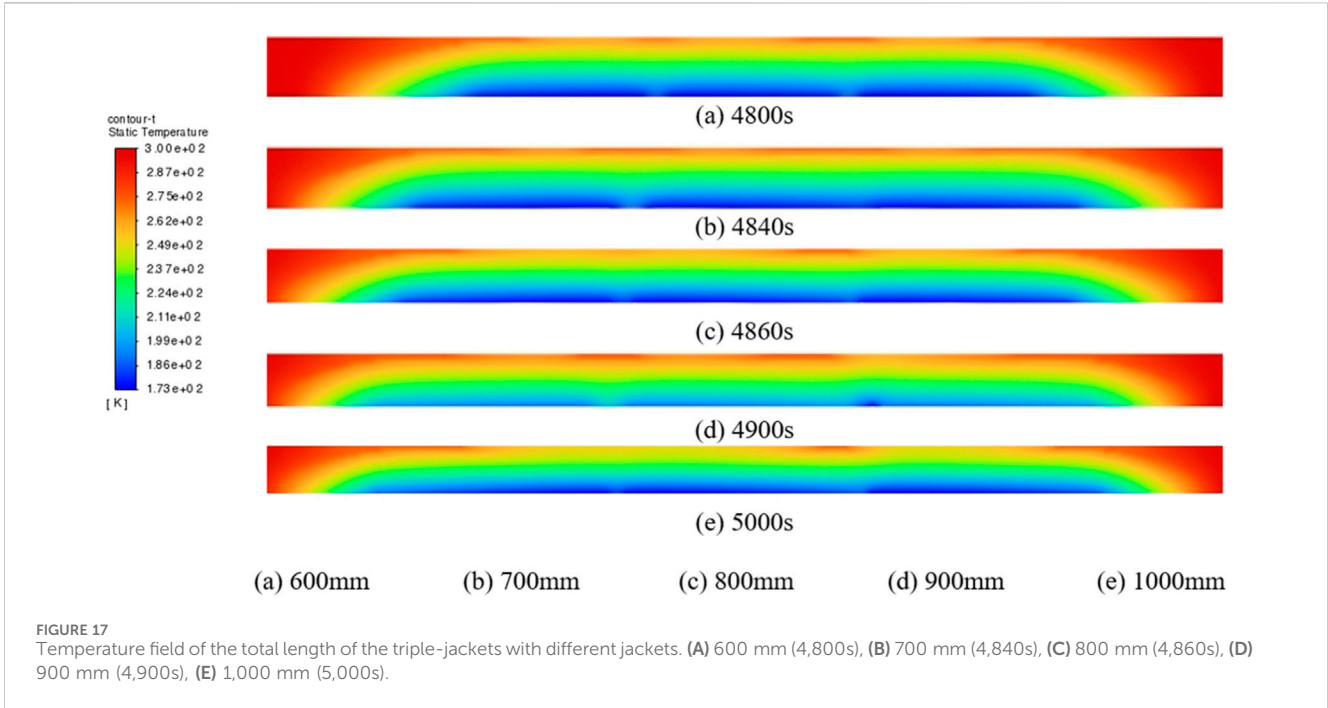 (a) 4800s
contour-t
Static Temperature
3.00e+02
2.87e+02
2.74e+02
2.62e+02
2.49e+02
2.37e+02
2.24e+02
2.11e+02
1.99e+02
1.86e+02
1.73e+02
[K]
(b) 4840s
(c) 4860s
(d) 4900s
(e) 5000s
(a) 600mm (b) 700mm (c) 800mm (d) 900mm (e) 1000mm
FIGURE 17
Temperature field of the total length of the triple-jackets with different jackets. (A) 600 mm (4,800s), (B) 700 mm (4,840s), (C) 800 mm (4,860s), (D)
900 mm (4,900s), (E) 1,000 mm (5,000s).